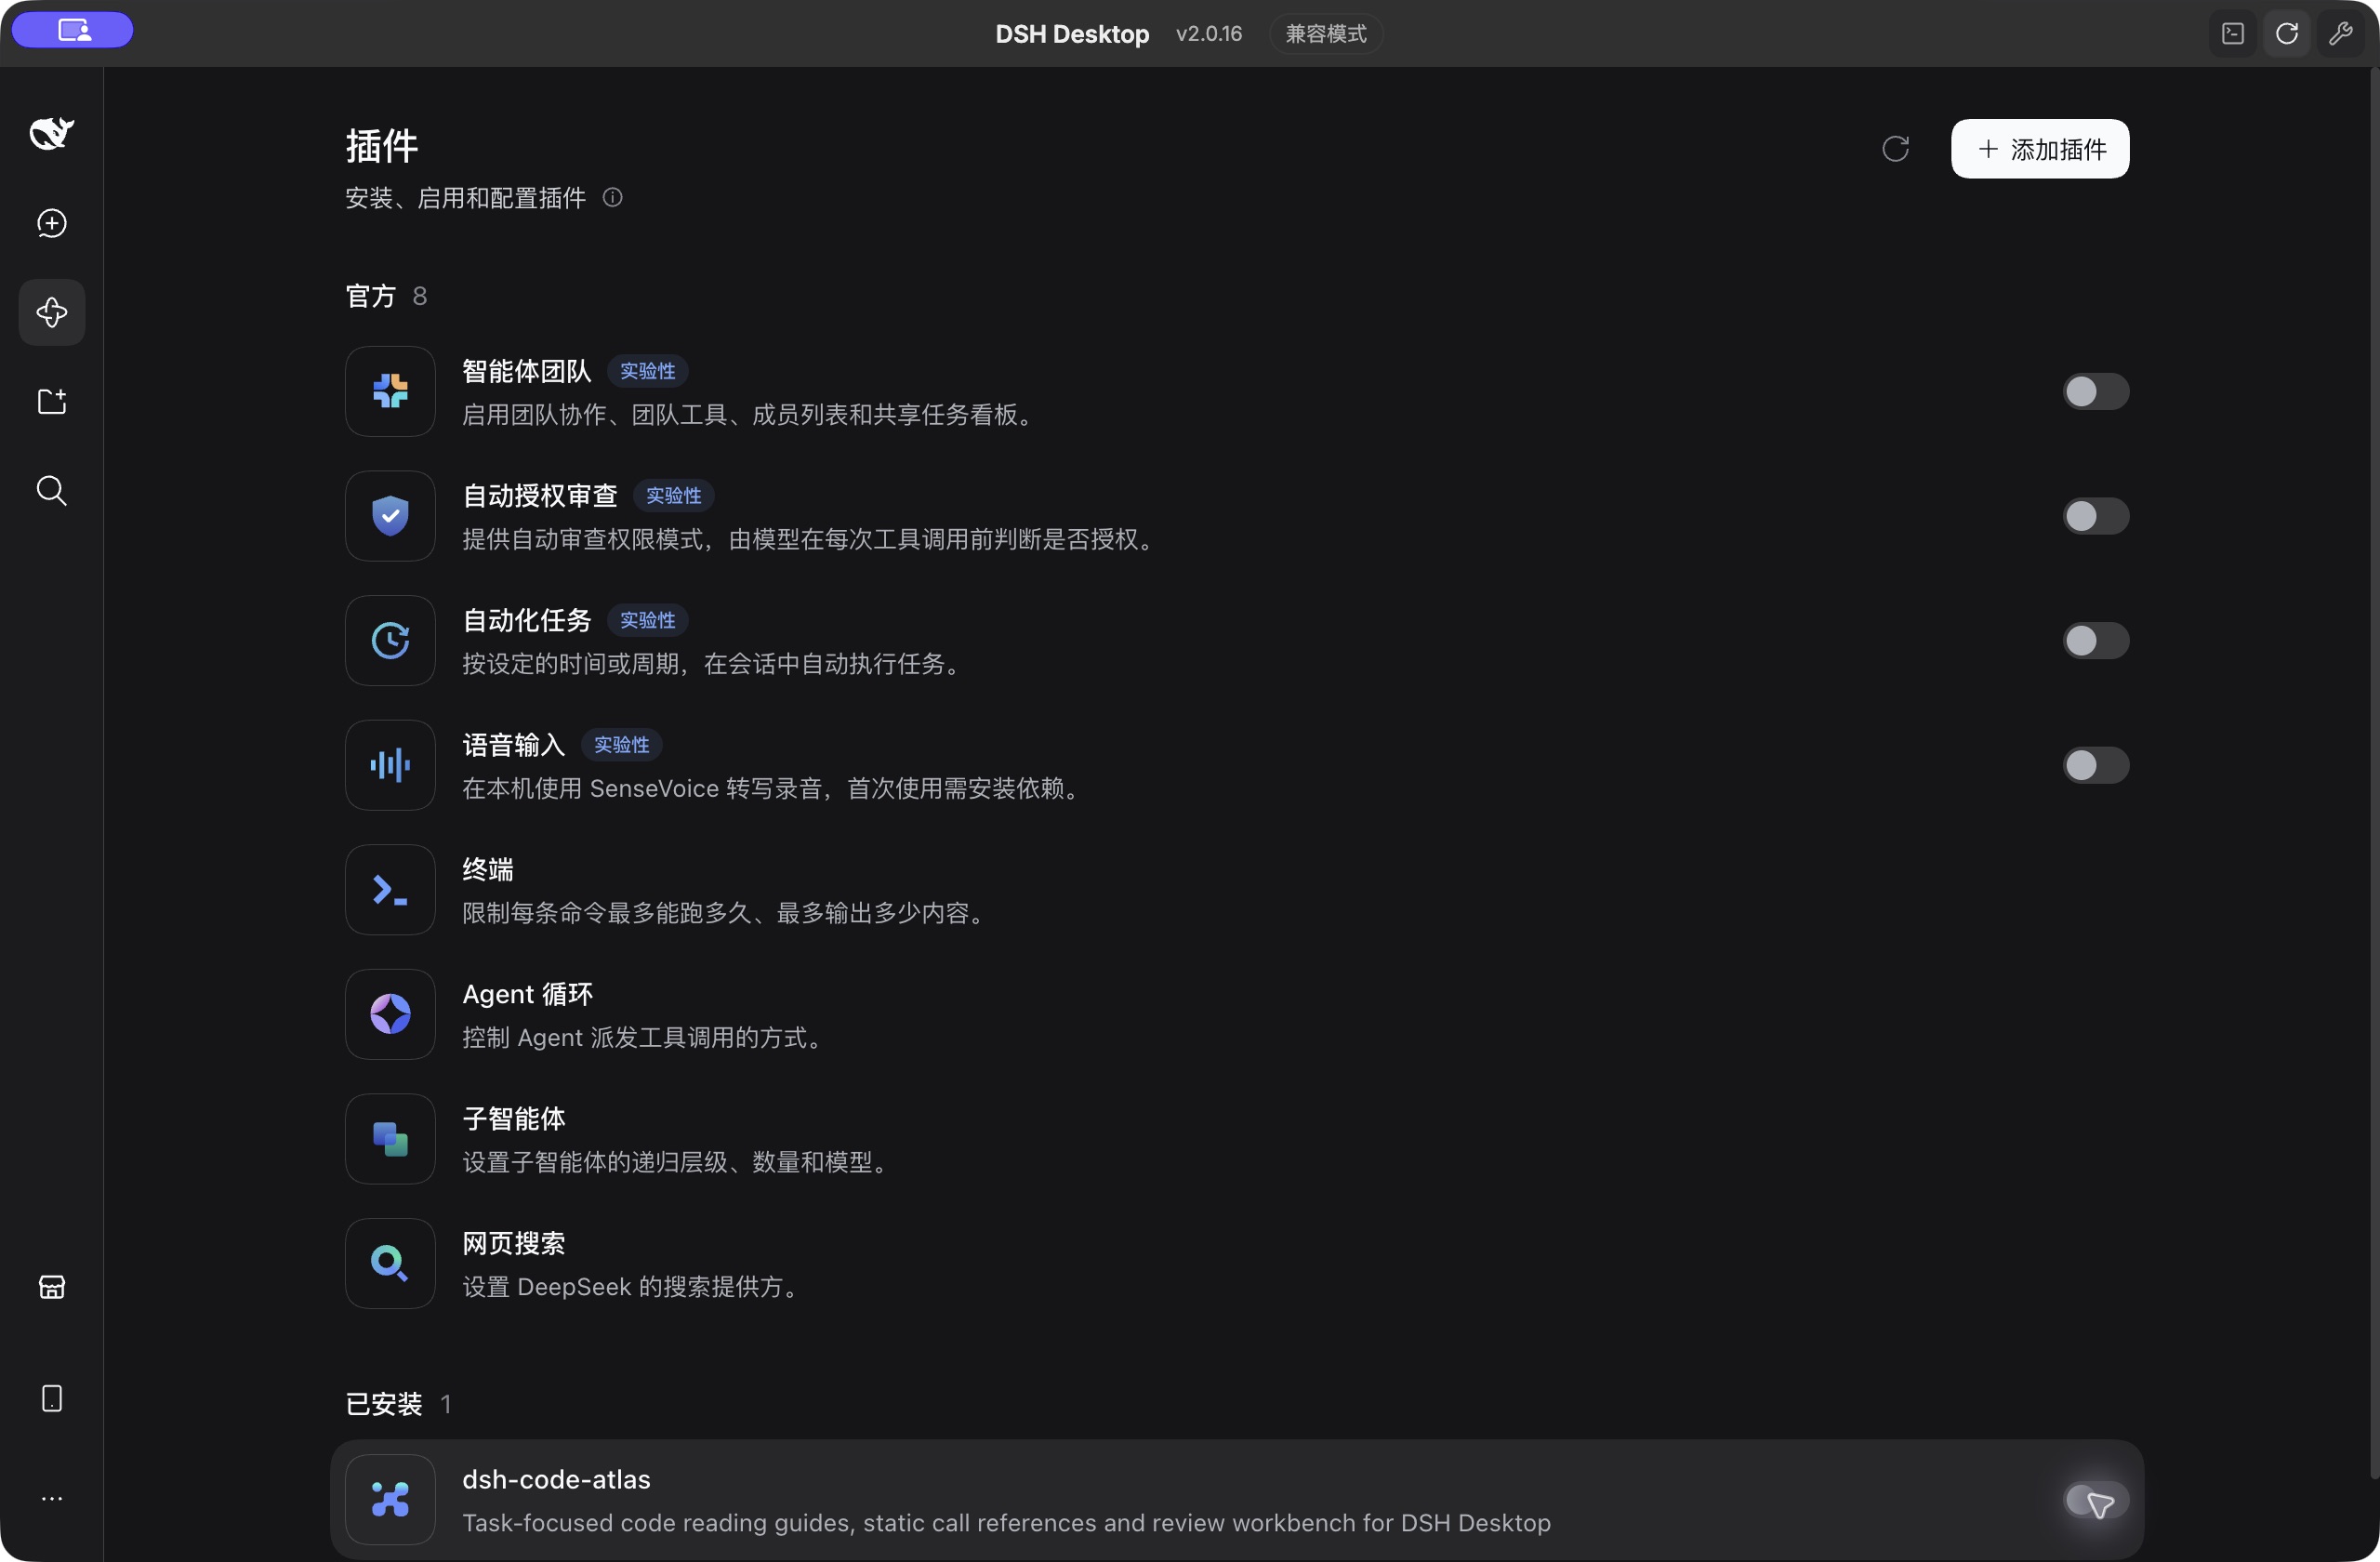 DSH Desktop v2.0.16 兼容模式
插件
添加插件
安装、启用和配置插件
官方 8
智能体团队 实验性
启用团队协作、团队工具、成员列表和共享任务看板。
自动授权审查 实验性
提供自动审查权限模式，由模型在每次工具调用前判断是否授权。
自动化任务 实验性
按设定的时间或周期，在会话中自动执行任务。
语音输入 实验性
在本机使用 SenseVoice 转写录音，首次使用需安装依赖。
终端
限制每条命令最多能跑多久、最多输出多少内容。
Agent 循环
控制 Agent 派发工具调用的方式。
子智能体
设置子智能体的递归层级、数量和模型。
网页搜索
设置 DeepSeek 的搜索提供方。
已安装 1
dsh-code-atlas
Task-focused code reading guides, static call references and review workbench for DSH Desktop